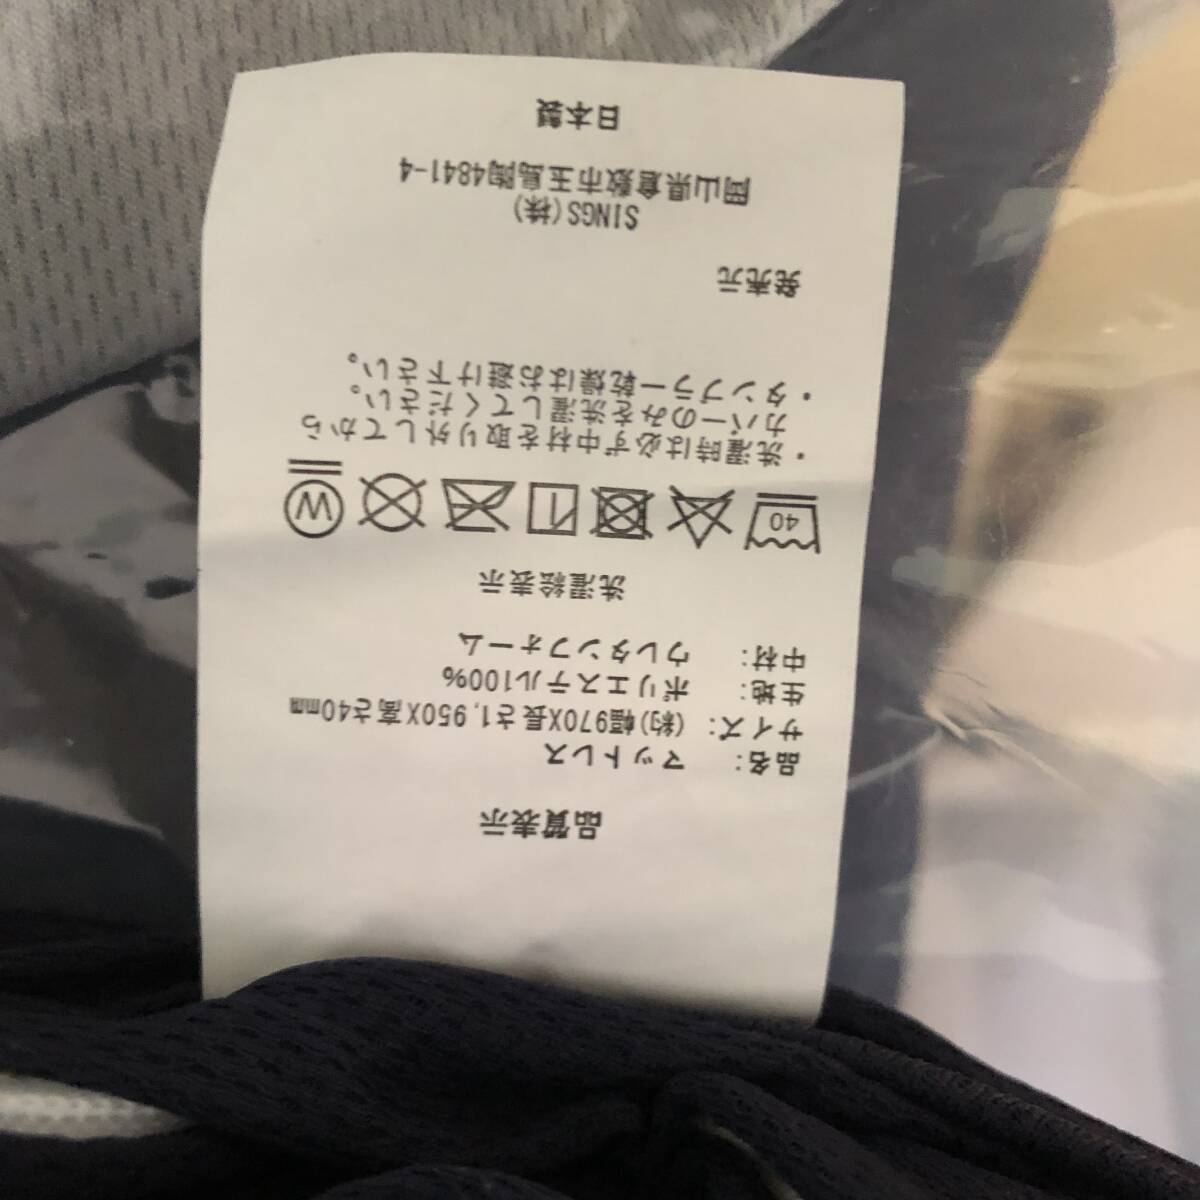 品質表示
品名: マットレス
サイズ: (約)幅970X長さ1,950X高さ40mm
生地: ポリエステル100%
中材: ウレタンフォーム
洗濯絵表示
40 W
・洗濯時は必ず中材を取り外してから
カバーのみを洗濯してください。
・タンブラー乾燥はお避け下さい。
発売元
SINGS(株)
岡山県倉敷市玉島陶4841-4
日本製